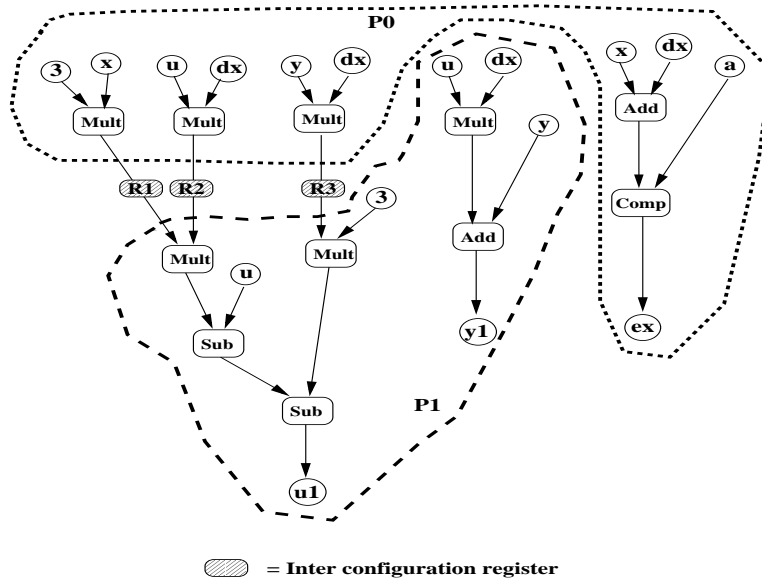 P0
3 x u dx y dx u dx x dx a
Mult Mult Mult Mult Add
y
R1 R2 R3 3 Comp
Mult u Mult Add
Sub y1 ex
Sub P1
u1
= Inter configuration register